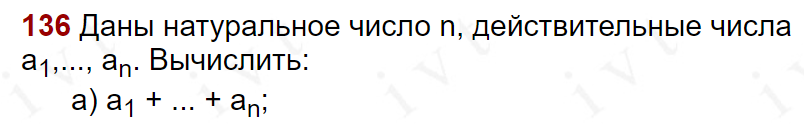 136 Даны натуральное число n, действительные числа
a1,..., an. Вычислить:
а) a1 + ... + an;